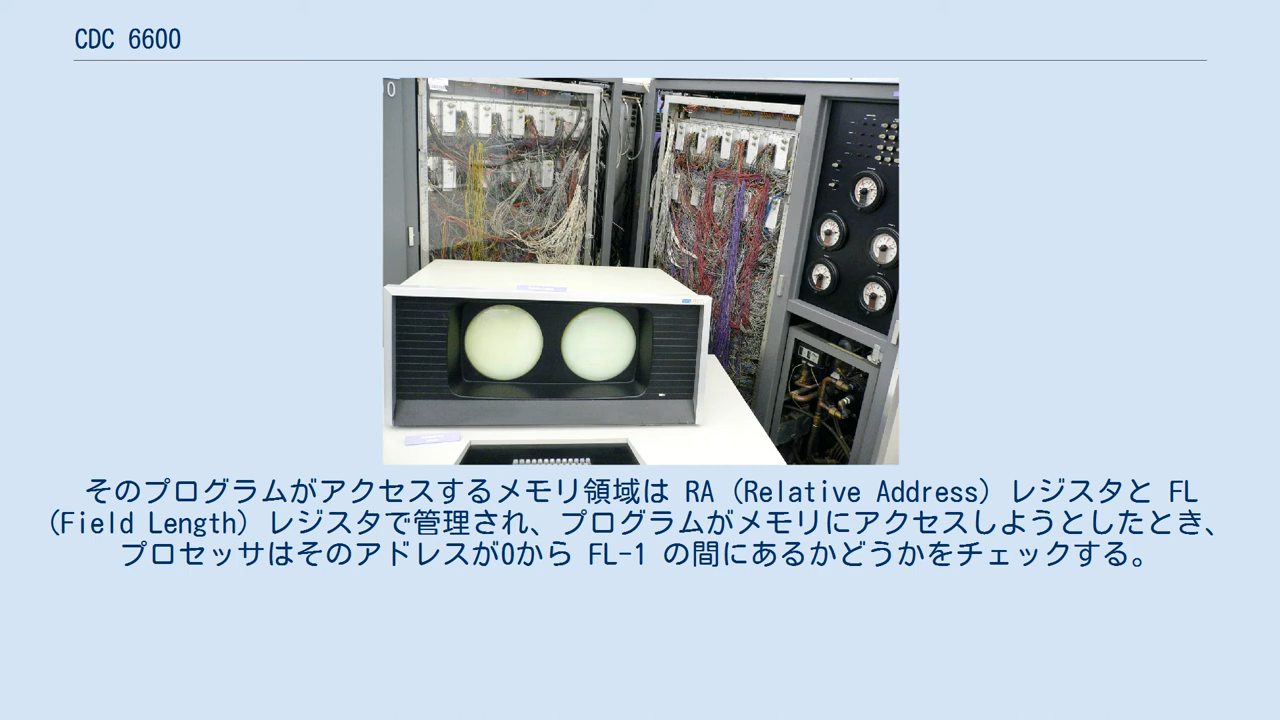 CDC 6600
0
そのプログラムがアクセスするメモリ領域は RA (Relative Address) レジスタと FL
(Field Length) レジスタで管理され、プログラムがメモリにアクセスしようとしたとき、
プロセッサはそのアドレスが0から FL-1 の間にあるかどうかをチェックする。